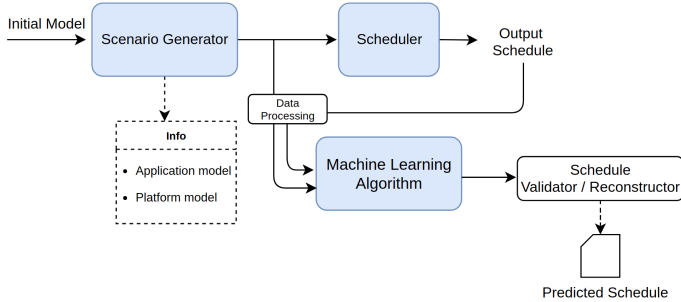 Initial Model
Scenario Generator
Scheduler
Output
Schedule
Data
Processing
Info
• Application model
• Platform model
Machine Learning
Algorithm
Schedule
Validator / Reconstructor
Predicted Schedule